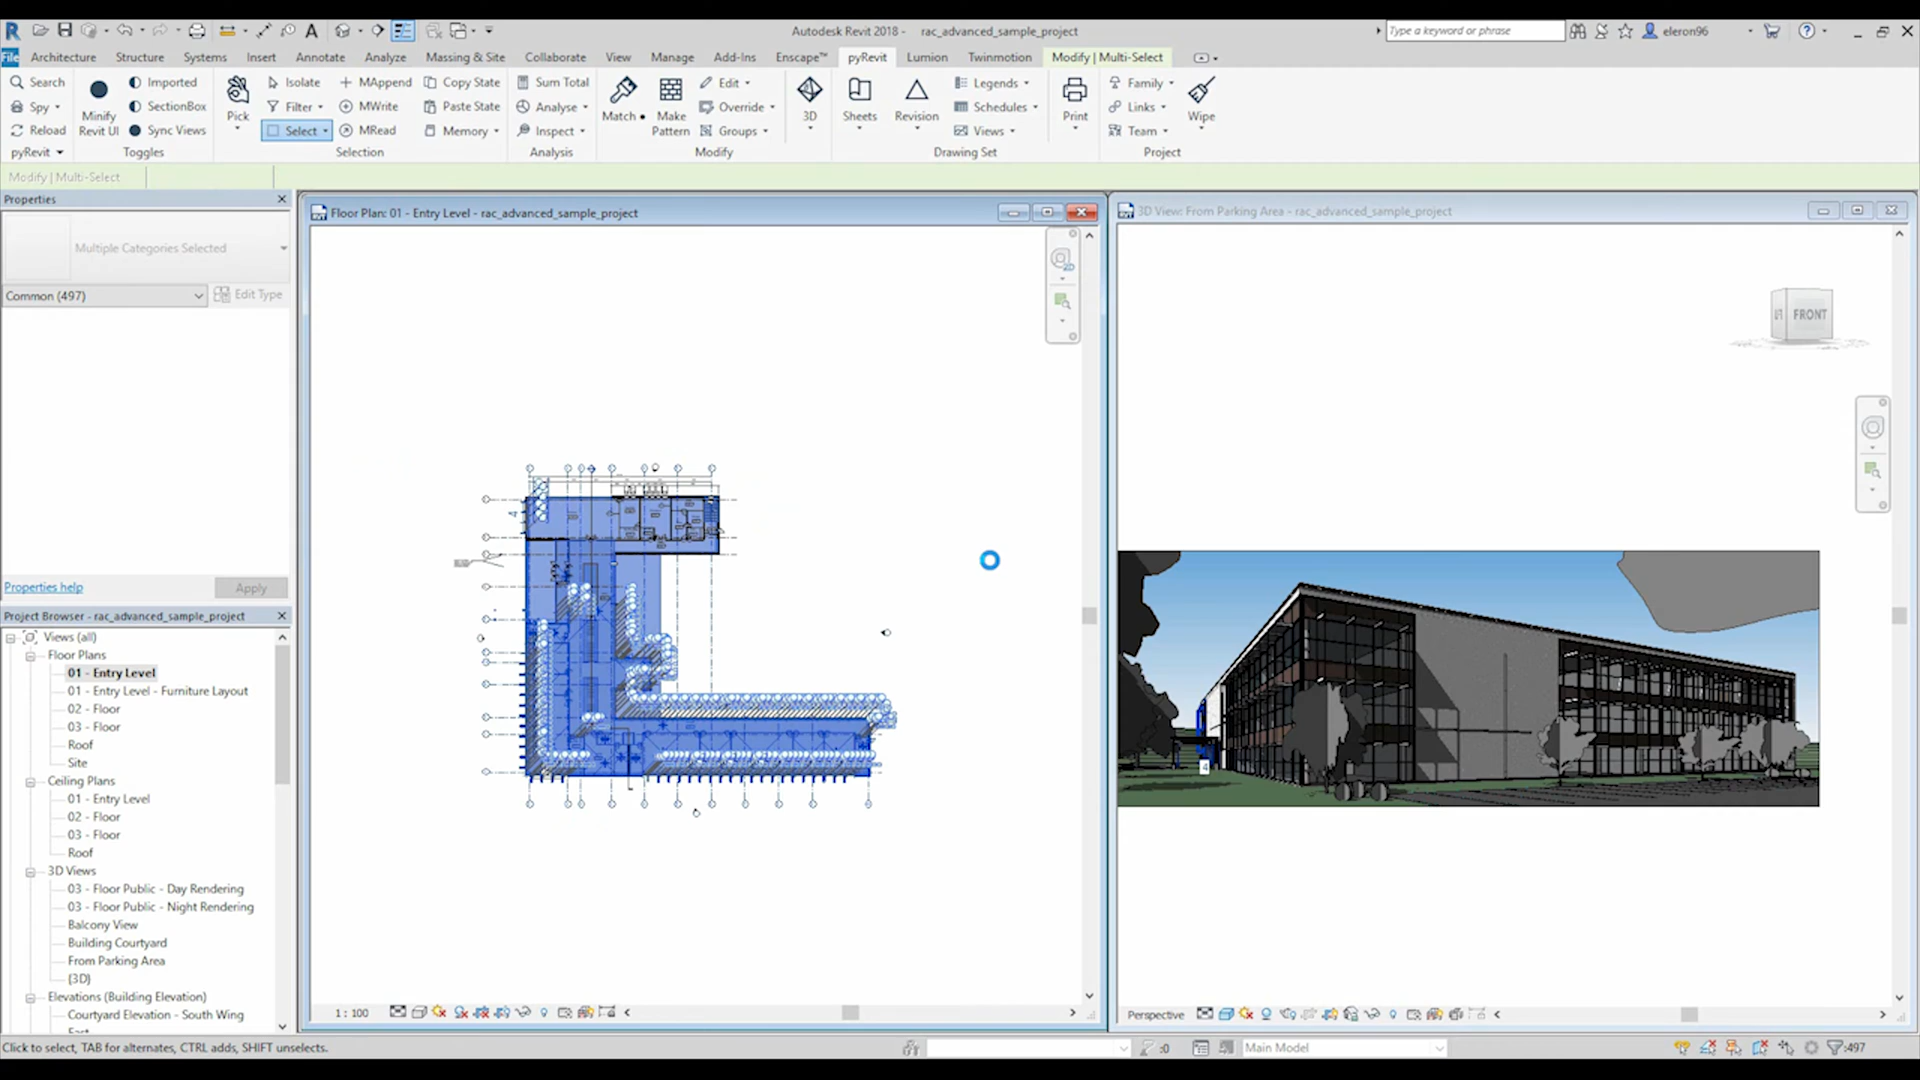 Autodesk Revit 2018 -    rac_advanced_sample_project
Type a keyword or phrase
eleron96
File Architecture Structure Systems Insert Annotate Analyze Massing & Site Collaborate View Manage Add-Ins Enscape™ pyRevit Lumion Twinmotion Modify | Multi-Select
Search
Spy
Reload
pyRevit
Minify
Revit UI
Imported
SectionBox
Sync Views
Toggles
Pick
Isolate
Filter
Select
MAppend
MWrite
MRead
Copy State
Paste State
Memory
Selection
Sum Total
Analyse
Inspect
Analysis
Match
Make
Pattern
Edit
Override
Groups
Modify
3D
Sheets
Revision
Legends
Schedules
Views
Drawing Set
Print
Family
Links
Team
Wipe
Project
Modify | Multi-Select
Properties
Multiple Categories Selected
Common (497)
Edit Type
Properties help
Apply
Project Browser - rac_advanced_sample_project
Views (all)
Floor Plans
01 - Entry Level
01 - Entry Level - Furniture Layout
02 - Floor
03 - Floor
Roof
Site
Ceiling Plans
01 - Entry Level
02 - Floor
03 - Floor
Roof
3D Views
03 - Floor Public - Day Rendering
03 - Floor Public - Night Rendering
Balcony View
Building Courtyard
From Parking Area
{3D}
Elevations (Building Elevation)
Courtyard Elevation - South Wing
East
Floor Plan: 01 - Entry Level - rac_advanced_sample_project
2D
1 : 100
3D View: From Parking Area - rac_advanced_sample_project
FRONT
Perspective
Click to select, TAB for alternates, CTRL adds, SHIFT unselects.
:0
Main Model
:497